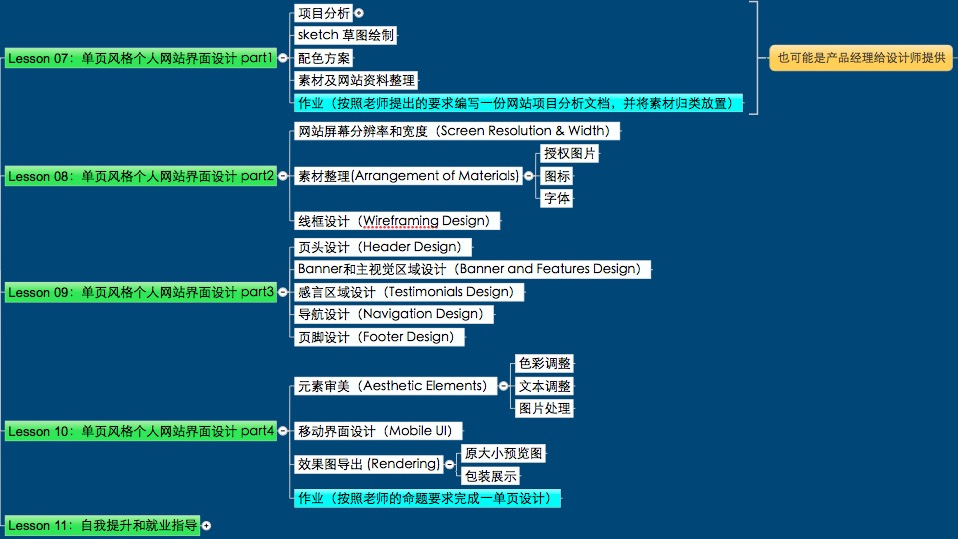 项目分析
sketch 草图绘制
Lesson 07：单页风格个人网站界面设计 part1
配色方案
也可能是产品经理给设计师提供
素材及网站资料整理
作业（按照老师提出的要求编写一份网站项目分析文档，并将素材归类放置）
网站屏幕分辨率和宽度（Screen Resolution & Width）
授权图片
Lesson 08：单页风格个人网站界面设计 part2
素材整理(Arrangement of Materials)
图标
字体
线框设计（Wireframing Design）
页头设计（Header Design）
Banner和主视觉区域设计（Banner and Features Design）
Lesson 09：单页风格个人网站界面设计 part3
感言区域设计（Testimonials Design）
导航设计（Navigation Design）
页脚设计（Footer Design）
色彩调整
元素审美（Aesthetic Elements）
文本调整
图片处理
Lesson 10：单页风格个人网站界面设计 part4
移动界面设计（Mobile UI）
原大小预览图
效果图导出 (Rendering)
包装展示
作业（按照老师的命题要求完成一单页设计）
Lesson 11：自我提升和就业指导